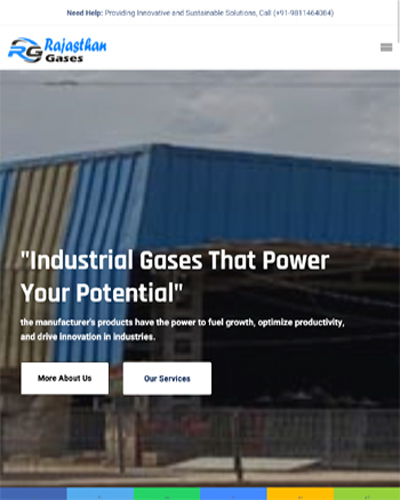 Need Help: Providing Innovative and Sustainable Solutions, Call (+91-9811464084)
Rajasthan
Gases
"Industrial Gases That Power
Your Potential"
the manufacturer's products have the power to fuel growth, optimize productivity,
and drive innovation in industries.
More About Us
Our Services